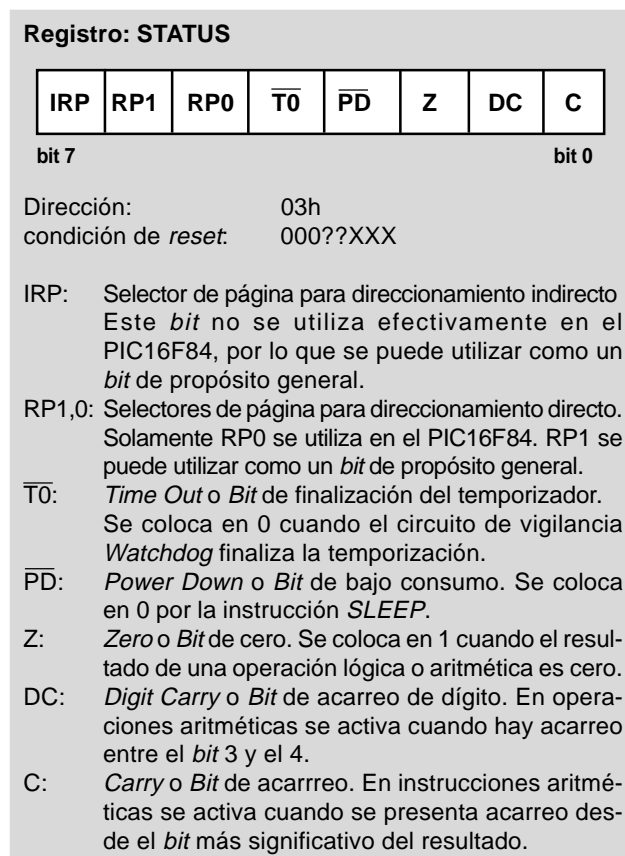 Registro: STATUS
IRP RP1 RP0 T̅0̅ P̅D̅ Z DC C
bit 7 bit 0
Dirección: 03h
condición de reset: 000??XXX
IRP: Selector de página para direccionamiento indirecto
Este bit no se utiliza efectivamente en el
PIC16F84, por lo que se puede utilizar como un
bit de propósito general.
RP1,0: Selectores de página para direccionamiento directo.
Solamente RP0 se utiliza en el PIC16F84. RP1 se
puede utilizar como un bit de propósito general.
T̅0̅: Time Out o Bit de finalización del temporizador.
Se coloca en 0 cuando el circuito de vigilancia
Watchdog finaliza la temporización.
P̅D̅: Power Down o Bit de bajo consumo. Se coloca
en 0 por la instrucción SLEEP.
Z: Zero o Bit de cero. Se coloca en 1 cuando el resul-
tado de una operación lógica o aritmética es cero.
DC: Digit Carry o Bit de acarreo de dígito. En opera-
ciones aritméticas se activa cuando hay acarreo
entre el bit 3 y el 4.
C: Carry o Bit de acarrreo. En instrucciones aritmé-
ticas se activa cuando se presenta acarreo des-
de el bit más significativo del resultado.